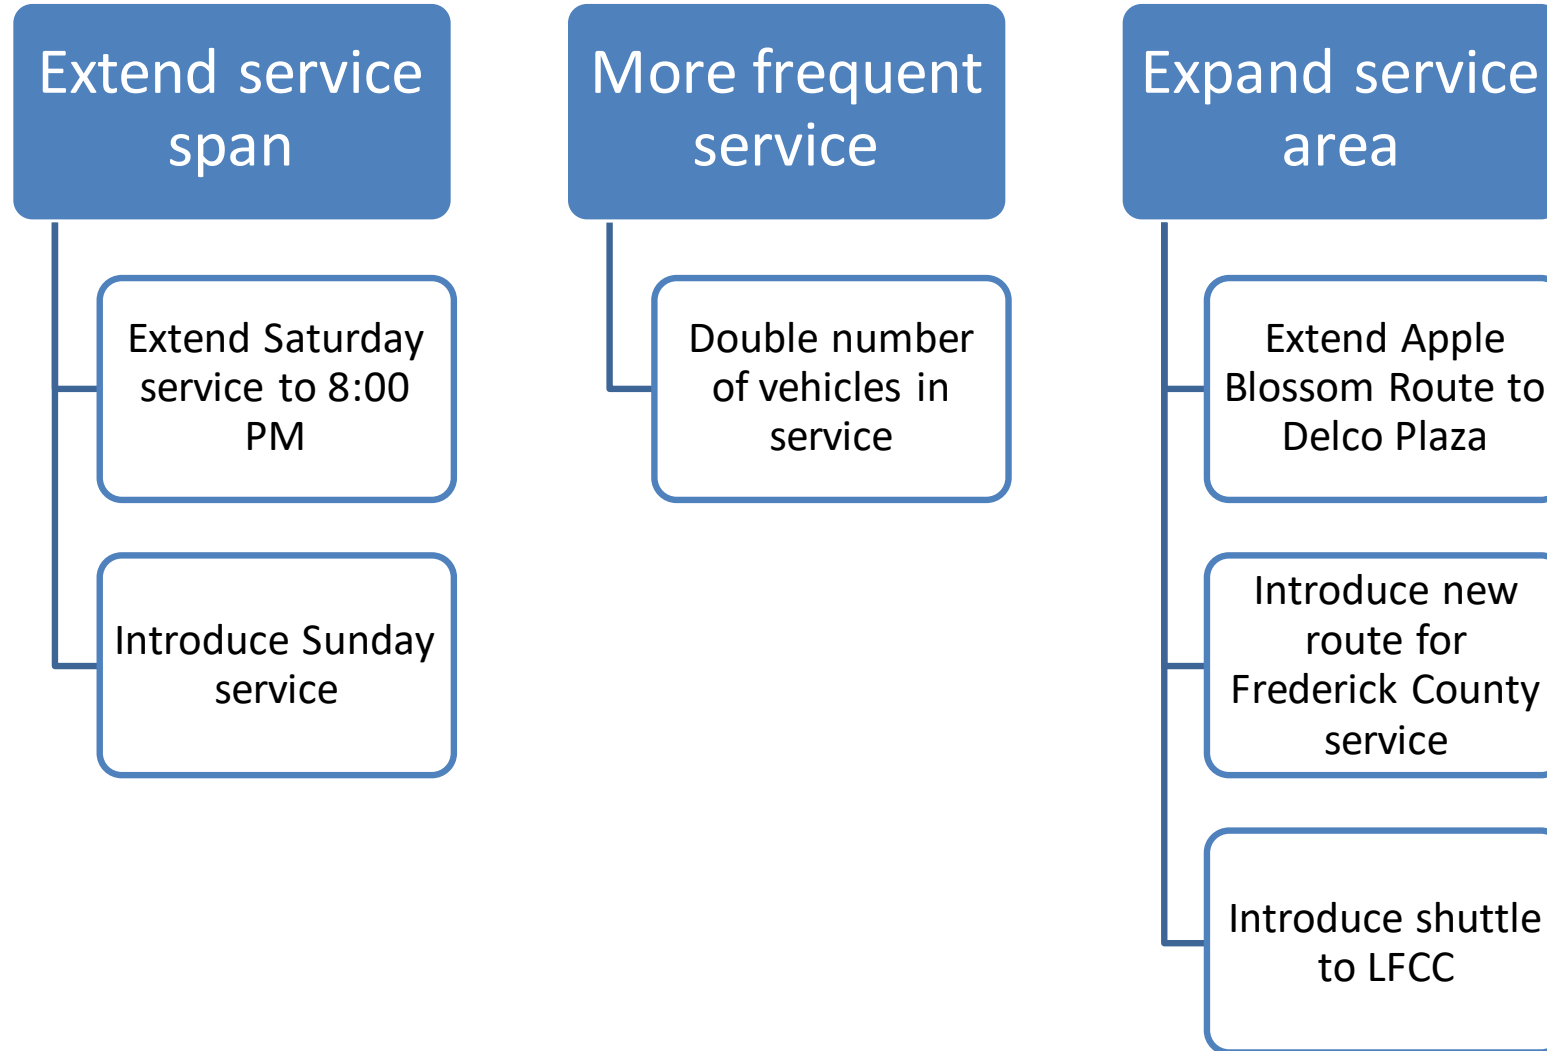 Extend service
span
Extend Saturday
service to 8:00
PM
Introduce Sunday
service
More frequent
service
Double number
of vehicles in
service
Expand service
area
Extend Apple
Blossom Route to
Delco Plaza
Introduce new
route for
Frederick County
service
Introduce shuttle
to LFCC